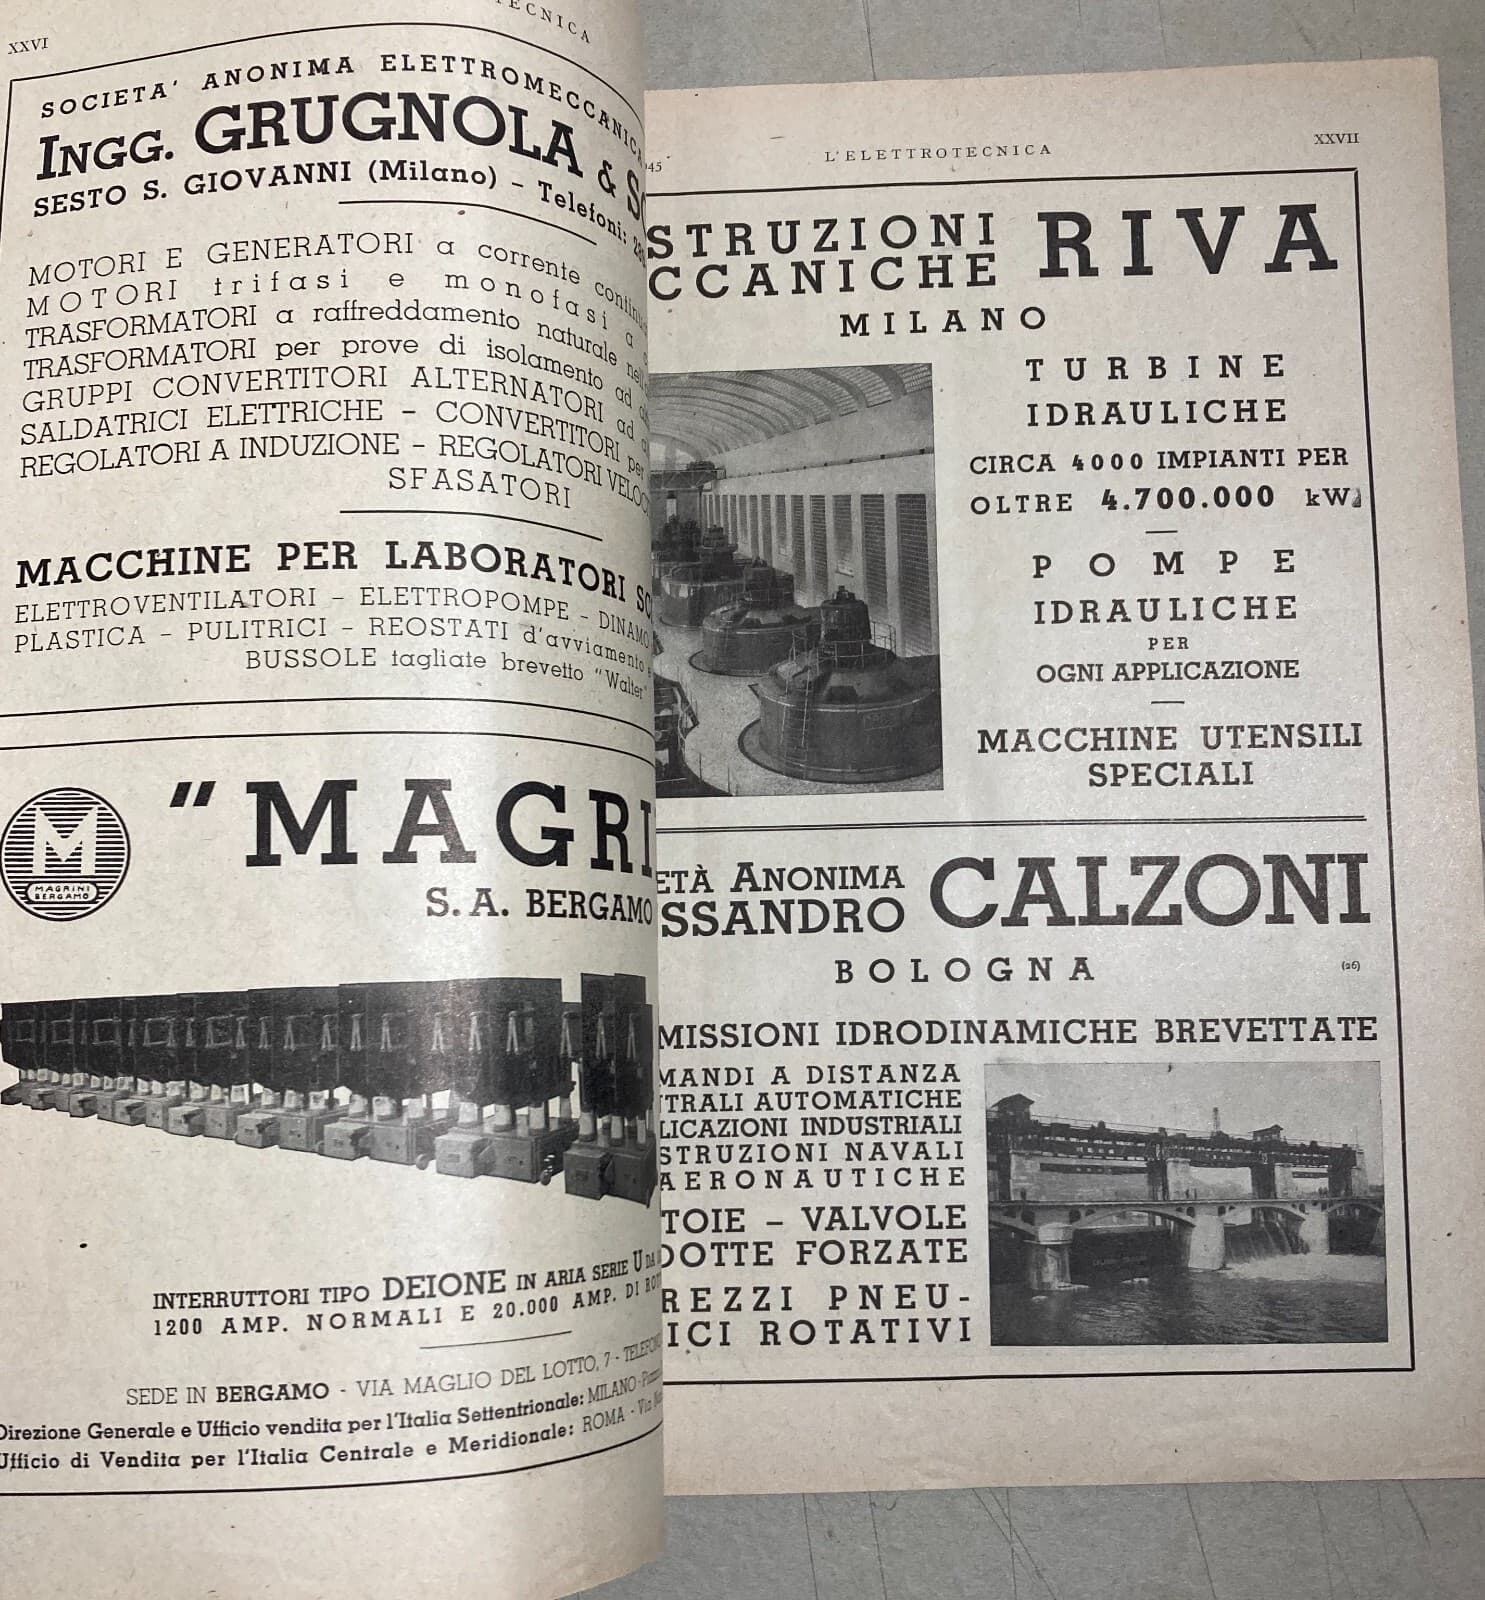 XXVI
SOCIETA' ANONIMA ELETTROMECCANICA
INGG. GRUGNOLA &
SESTO S. GIOVANNI (Milano) – Telefoni:
MOTORI E GENERATORI a corrente
MOTORI trifasi e monofasi a
TRASFORMATORI a raffreddamento naturale
TRASFORMATORI per prove di isolamento ad
GRUPPI CONVERTITORI ALTERNATORI ad
SALDATRICI ELETTRICHE – CONVERTITORI per
REGOLATORI A INDUZIONE – REGOLATORI
SFASATORI
MACCHINE PER LABORATORI
ELETTROVENTILATORI – ELETTROPOMPE – DINAMO
PLASTICA – PULITRICI – REOSTATI d'avviamento
BUSSOLE tagliate brevetto "Walter"
"MAGRI
MAGRINI
BERGAMO
S. A. BERGAMO
INTERRUTTORI TIPO DEIONE IN ARIA SERIE U DA
1200 AMP. NORMALI E 20.000 AMP. DI
SEDE IN BERGAMO - VIA MAGLIO DEL LOTTO, 7 -
Direzione Generale e Ufficio vendita per l'Italia Settentrionale: MILANO -
Ufficio di Vendita per l'Italia Centrale e Meridionale: ROMA - Via
45
L'ELETTROTECNICA
XXVII
STRUZIONI
CCANICHE RIVA
MILANO
TURBINE
IDRAULICHE
CIRCA 4000 IMPIANTI PER
OLTRE 4.700.000 kW
POMPE
IDRAULICHE
PER
OGNI APPLICAZIONE
MACCHINE UTENSILI
SPECIALI
ETÀ ANONIMA
SSANDRO CALZONI
BOLOGNA
(26)
MISSIONI IDRODINAMICHE BREVETTATE
MANDI A DISTANZA
TRALI AUTOMATICHE
LICAZIONI INDUSTRIALI
STRUZIONI NAVALI
AERONAUTICHE
TOIE – VALVOLE
DOTTE FORZATE
REZZI PNEU-
ICI ROTATIVI